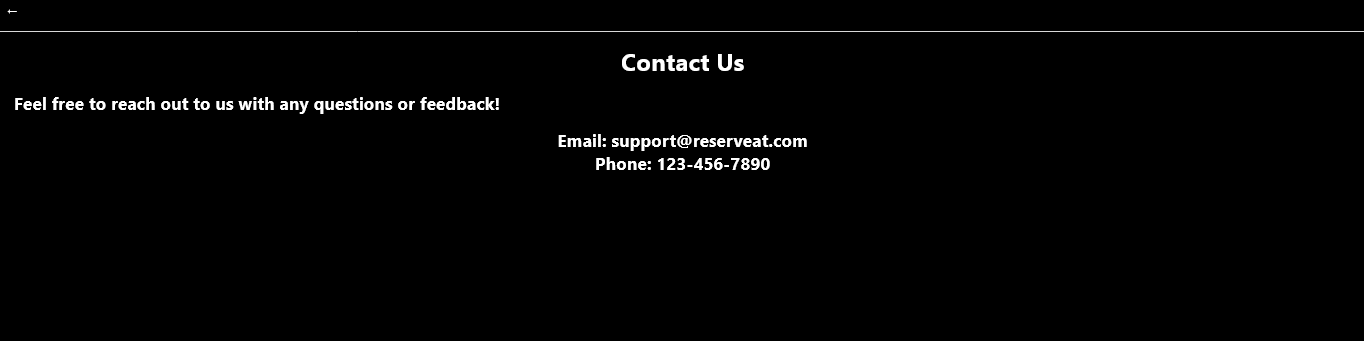 ←
Contact Us
Feel free to reach out to us with any questions or feedback!
Email: support@reserveat.com
Phone: 123-456-7890